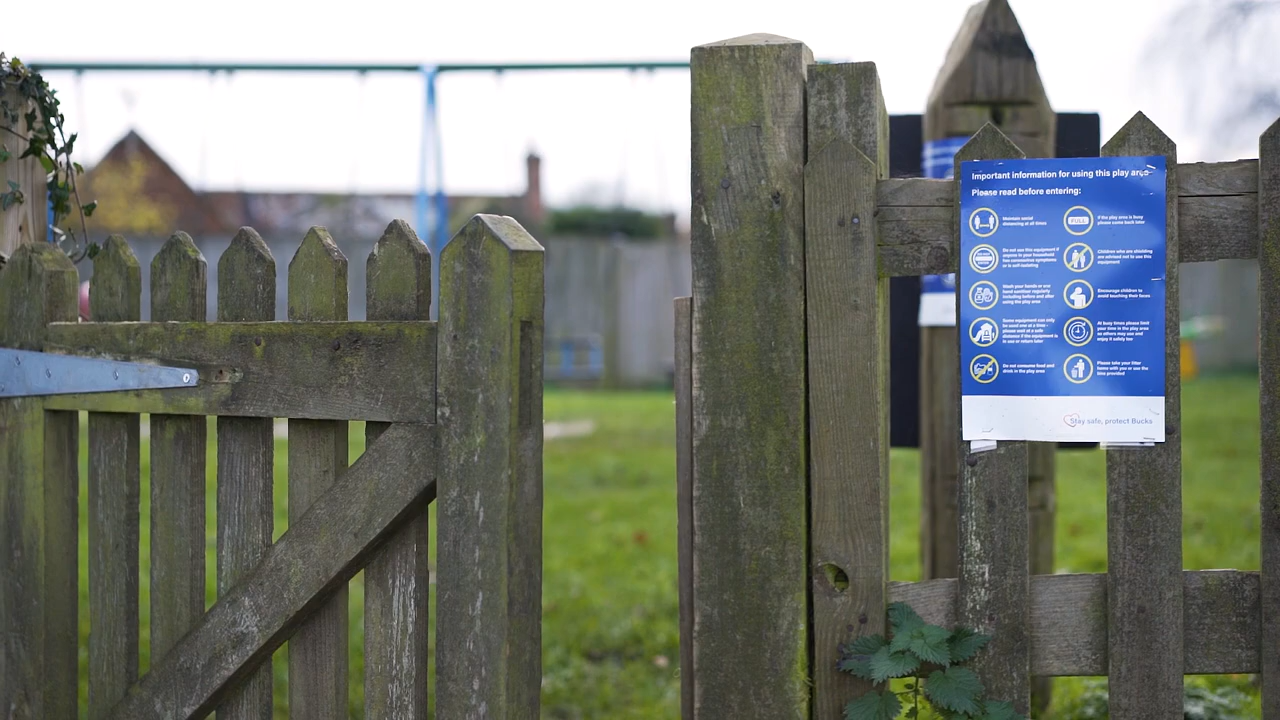 Important information for using this play area
Please read before entering:
Maintain social
distancing at all times
Do not use this equipment if
anyone in your household
has coronavirus symptoms
or is self-isolating
Wash your hands or use
hand sanitiser regularly
including before and after
using the play area
Some equipment can only
be used one at a time -
please wait at a safe
distance if the equipment is
in use or return later
Do not consume food and
drink in the play area
FULL
If the play area is busy
please come back later
Children who are shielding
are advised not to use this
equipment
Encourage children to
avoid touching their faces
At busy times please limit
your time in the play area
so others may use and
enjoy it safely too
Please take your litter
home with you or use the
bins provided
Stay safe, protect Bucks